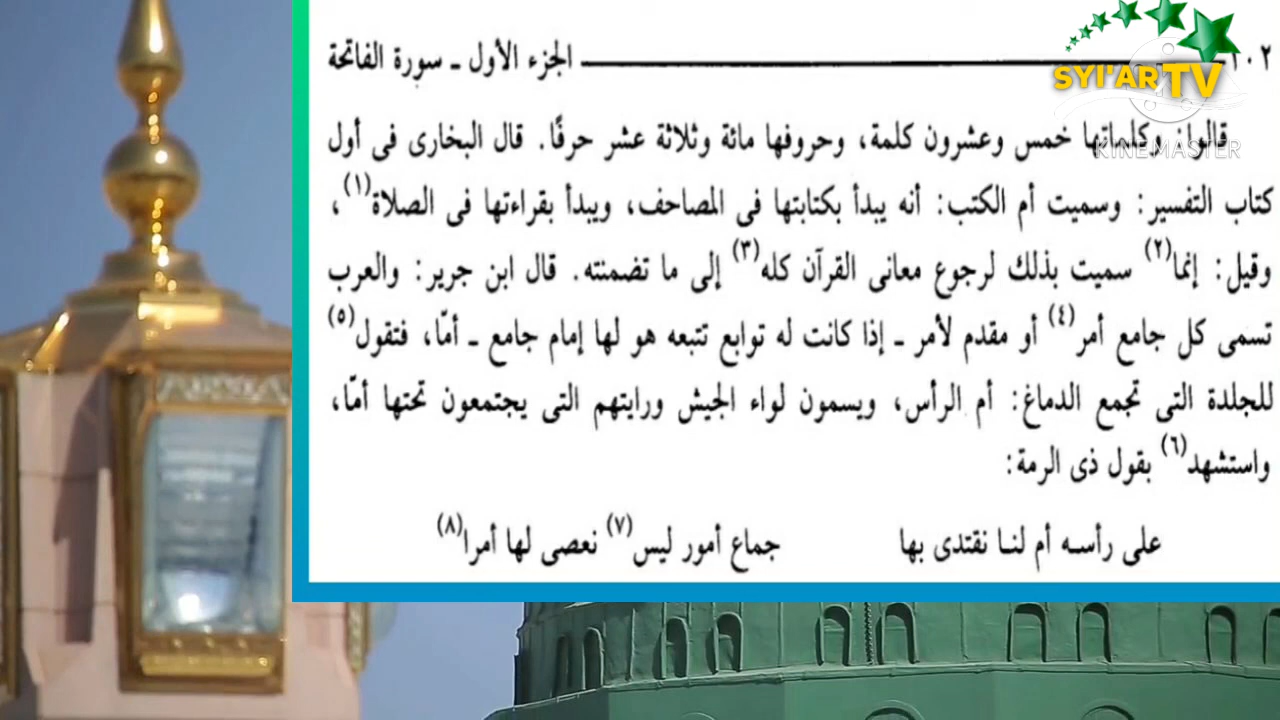 ١٠٢ الجزء الأول ـ سورة الفاتحة
SYI'AR TV
KINEMASTER
قالوا: وكلماتها خمس وعشرون كلمة، وحروفها مائة وثلاثة عشر حرفًا. قال البخارى فى أول
كتاب التفسير: وسميت أم الكتب: أنه يبدأ بكتابتها فى المصاحف، ويبدأ بقراءتها فى الصلاة(١)،
وقيل: إنما(٢) سميت بذلك لرجوع معانى القرآن كله(٣) إلى ما تضمنته. قال ابن جرير: والعرب
تسمى كل جامع أمر(٤) أو مقدم لأمر ـ إذا كانت له توابع تتبعه هو لها إمام جامع ـ أمّا، فتقول(٥)
للجلدة التى تجمع الدماغ: أم الرأس، ويسمون لواء الجيش ورايتهم التى يجتمعون تحتها أمّا،
واستشهد(٦) بقول ذى الرمة:
على رأسـه أم لنـا نقتدى بها جماع أمور ليس(٧) نعصى لها أمرا(٨)